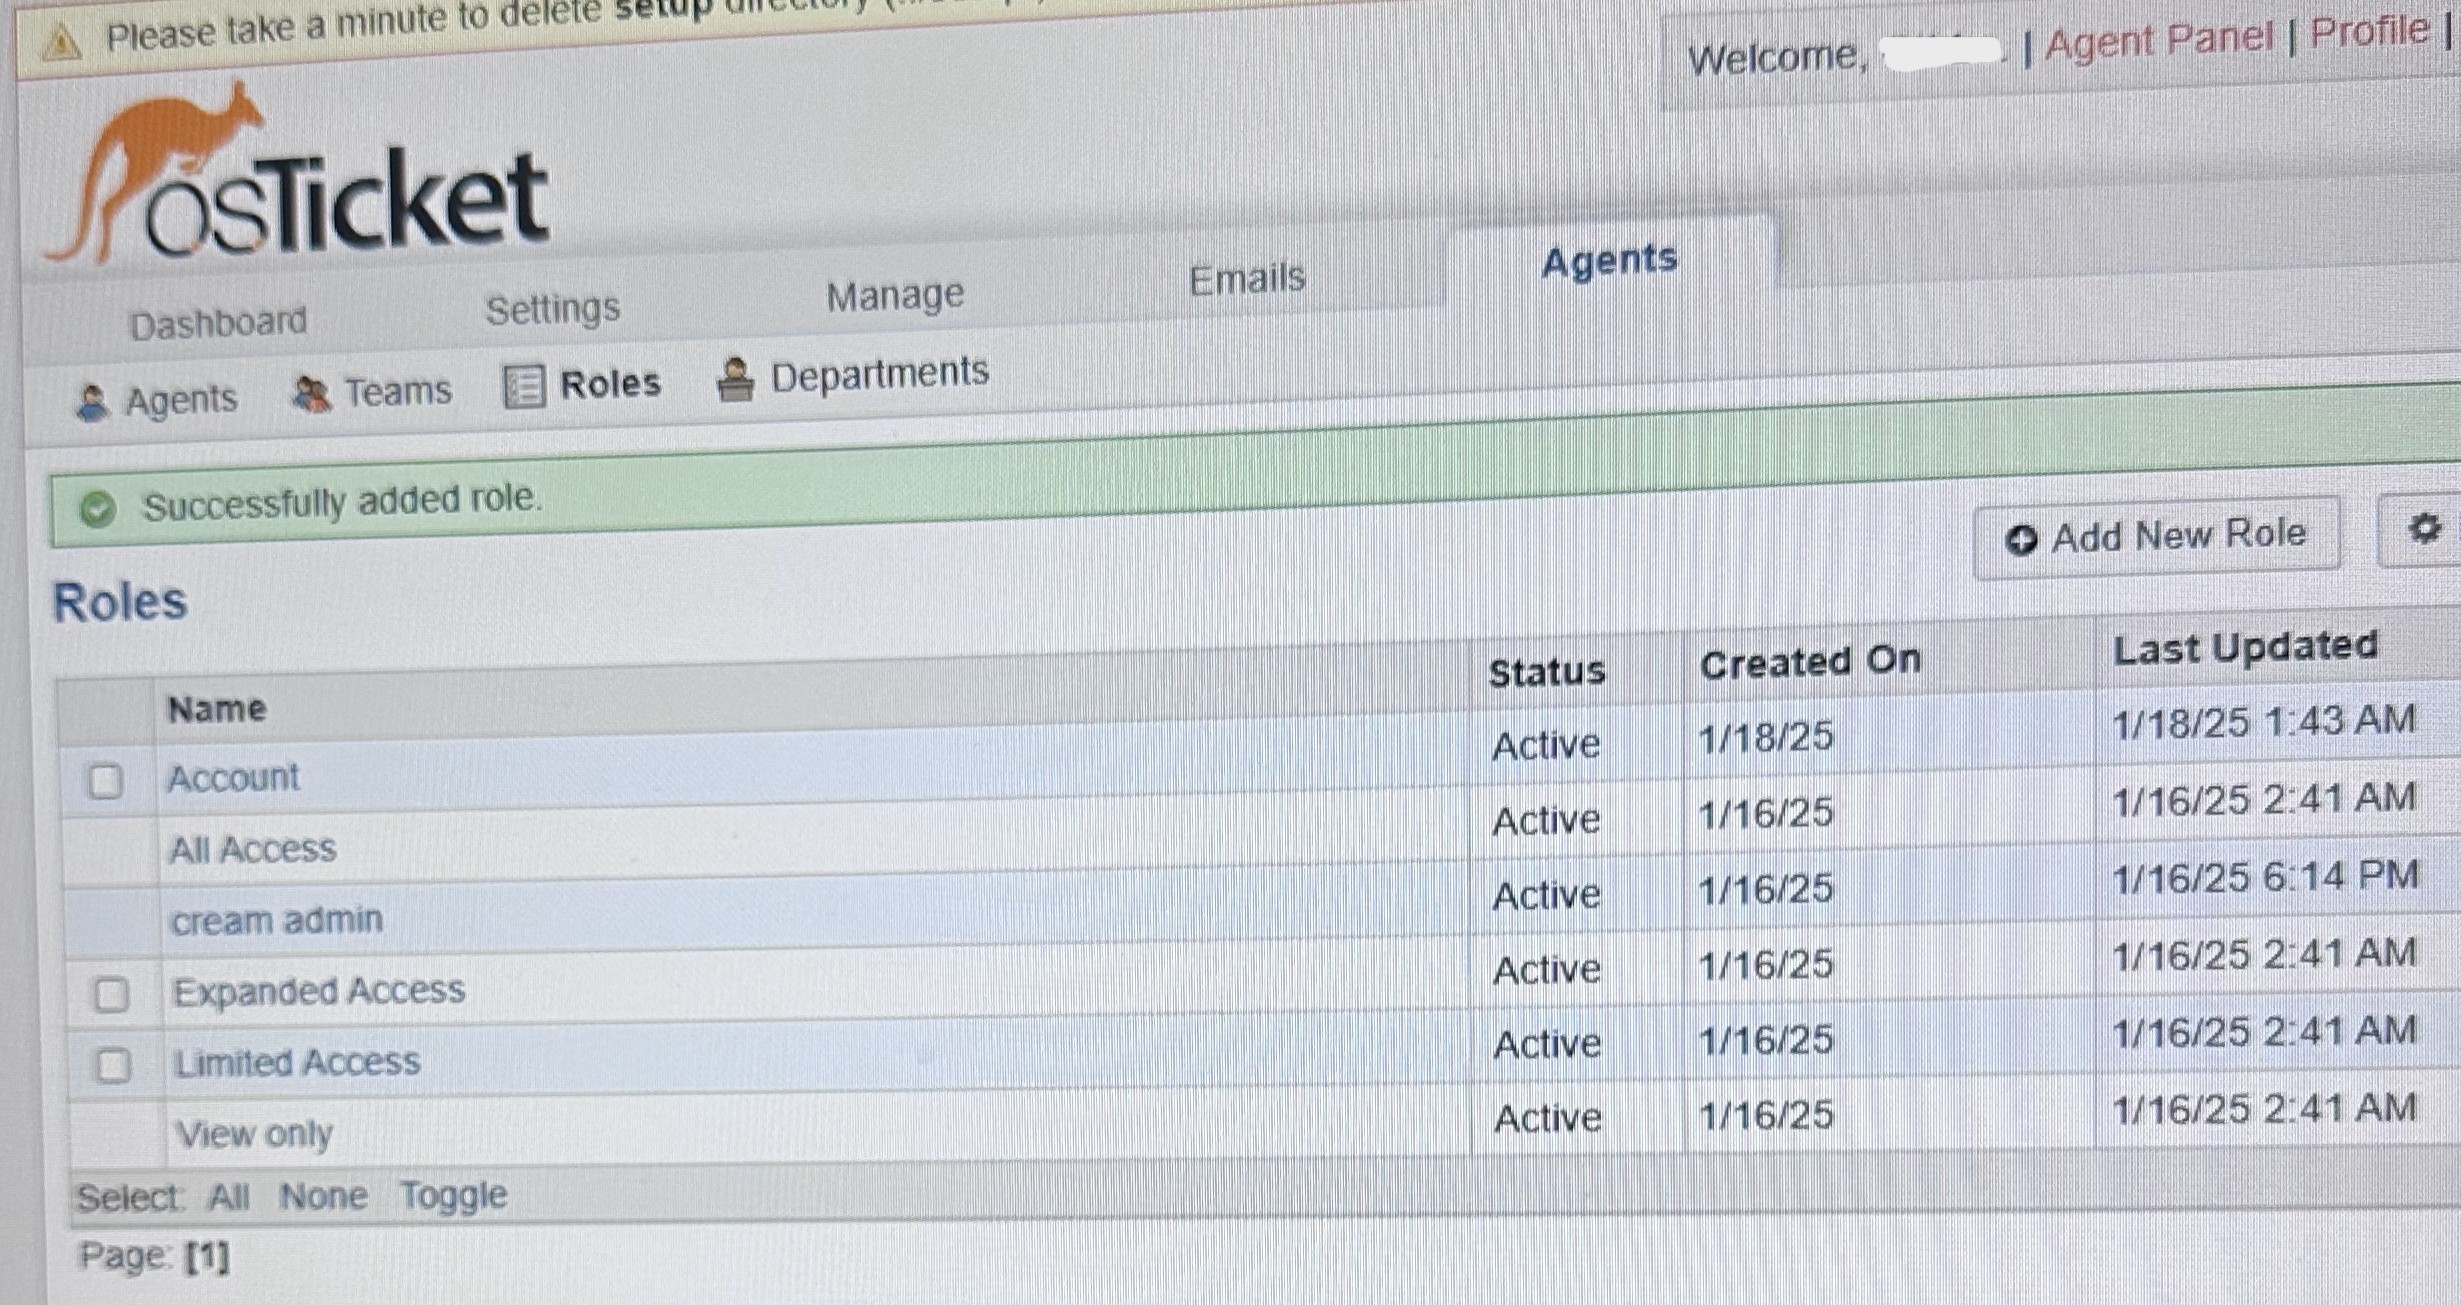 Please take a minute to delete setup directory
Welcome, | Agent Panel | Profile |
osTicket
Dashboard Settings Manage Emails Agents
Agents Teams Roles Departments
Successfully added role.
Add New Role
Roles
Name Status Created On Last Updated
Account Active 1/18/25 1/18/25 1:43 AM
All Access Active 1/16/25 1/16/25 2:41 AM
cream admin Active 1/16/25 1/16/25 6:14 PM
Expanded Access Active 1/16/25 1/16/25 2:41 AM
Limited Access Active 1/16/25 1/16/25 2:41 AM
View only Active 1/16/25 1/16/25 2:41 AM
Select: All None Toggle
Page: [1]